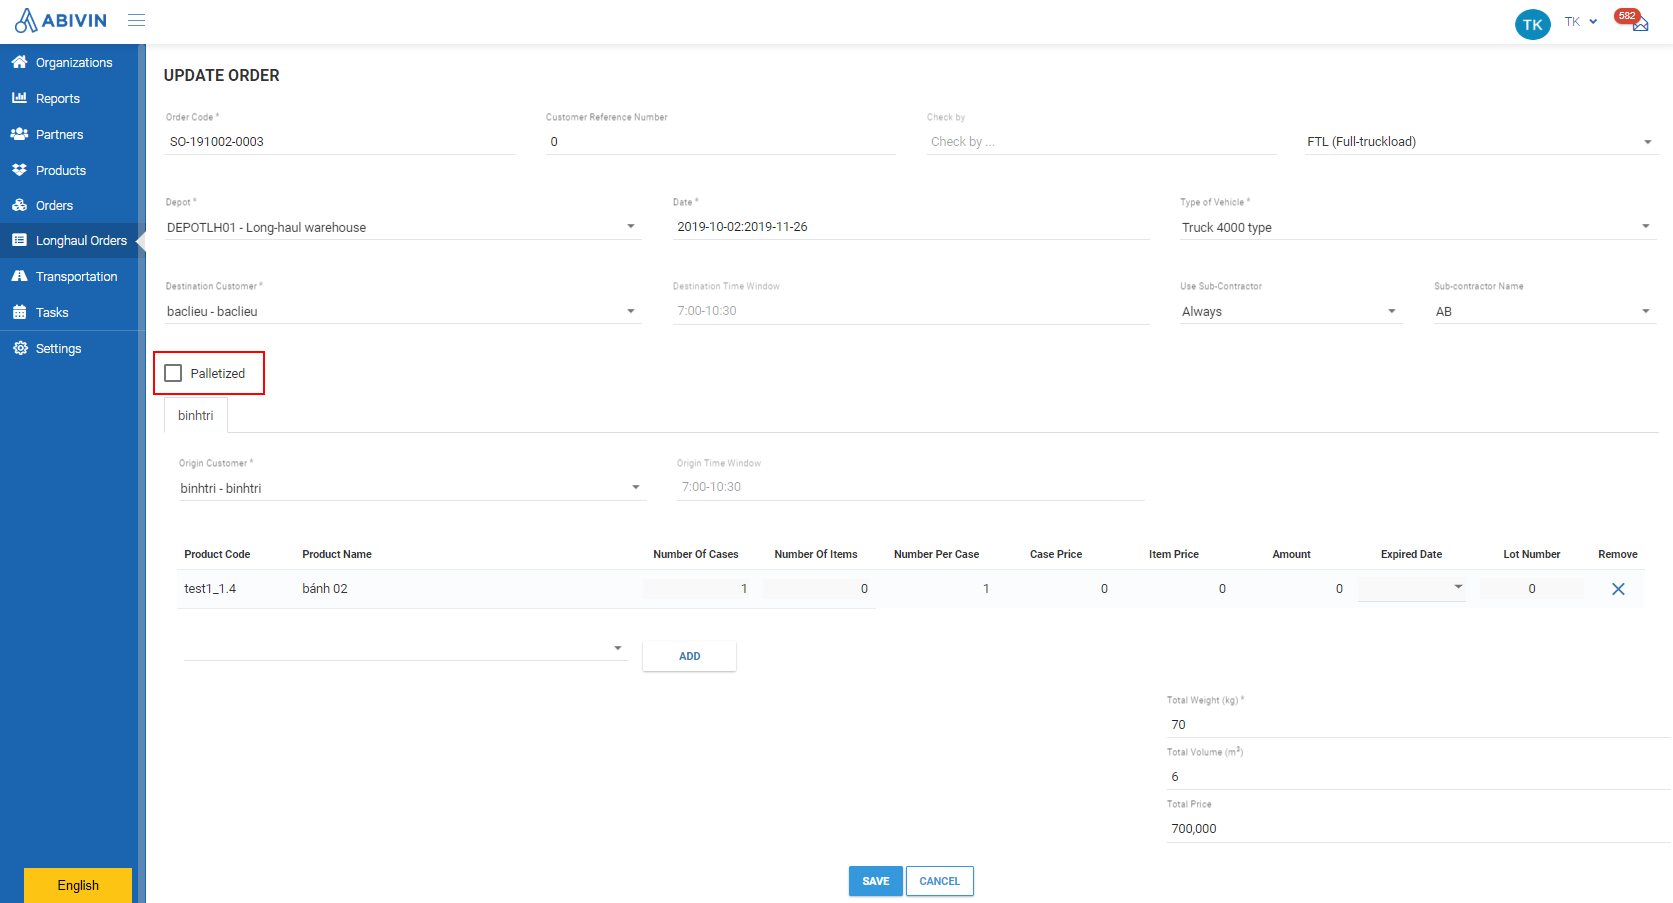 ABIVIN
TK
TK
582
Organizations
Reports
Partners
Products
Orders
Longhaul Orders
Transportation
Tasks
Settings
English
UPDATE ORDER
Order Code *
Customer Reference Number
Check by
SO-191002-0003
0
Check by ...
FTL (Full-truckload)
Depot *
Date *
Type of Vehicle *
DEPOTLH01 - Long-haul warehouse
2019-10-02:2019-11-26
Truck 4000 type
Destination Customer *
Destination Time Window
Use Sub-Contractor
Sub-contractor Name
baclieu - baclieu
7:00-10:30
Always
AB
Palletized
binhtri
Origin Customer *
Origin Time Window
binhtri - binhtri
7:00-10:30
Product Code Product Name Number Of Cases Number Of Items Number Per Case Case Price Item Price Amount Expired Date Lot Number Remove
test1_1.4 bánh 02 1 0 1 0 0 0 0
ADD
Total Weight (kg) *
70
Total Volume (m³)
6
Total Price
700,000
SAVE
CANCEL